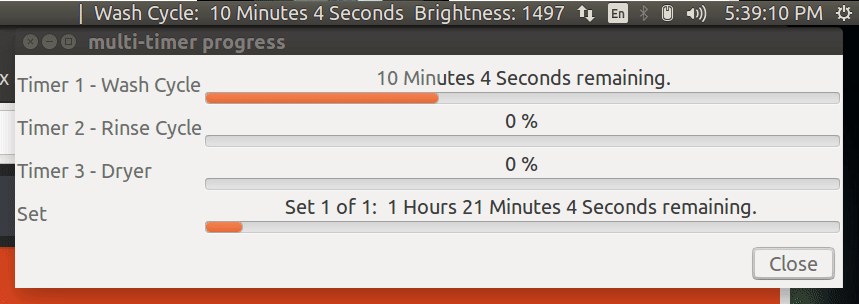 | Wash Cycle: 10 Minutes 4 Seconds Brightness: 1497 En 5:39:10 PM
multi-timer progress
x
Timer 1 - Wash Cycle 10 Minutes 4 Seconds remaining.
Timer 2 - Rinse Cycle 0 %
Timer 3 - Dryer 0 %
Set Set 1 of 1: 1 Hours 21 Minutes 4 Seconds remaining.
Close